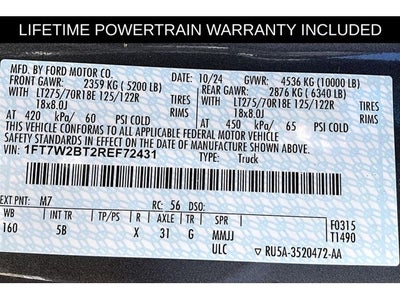 LIFETIME POWERTRAIN WARRANTY INCLUDED
MFD. BY FORD MOTOR CO. 10/24 GVWR: 4536 KG (10000 LB)
FRONT GAWR: 2359 KG (5200 LB) REAR GAWR: 2876 KG (6340 LB)
WITH LT275/70R18E 125/122R WITH LT275/70R18E 125/122R
TIRES TIRES
RIMS 18x8.0J RIMS 18x8.0J
AT 420 kPa/ 60 PSI COLD AT 450 kPa/ 65 PSI COLD
THIS VEHICLE CONFORMS TO ALL APPLICABLE FEDERAL MOTOR VEHICLE
SAFETY STANDARDS IN EFFECT ON THE DATE OF MANUFACTURE SHOWN ABOVE.
VIN: 1FT7W2BT2REF72431
TYPE: Truck
EXT PNT: M7 RC: 56 DSO: F0315
WB INT TR TP/PS R AXLE TR SPR T1490
160 5B X 31 G MMJJ
ULC RU5A-3520472-AA